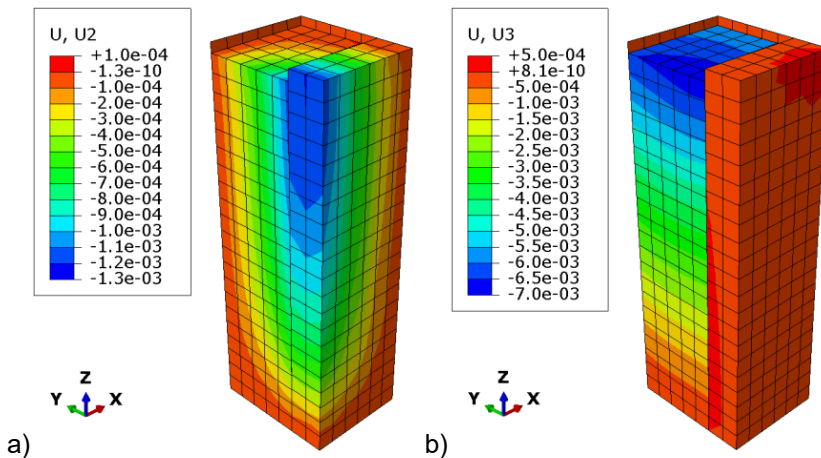 U, U2
+1.0e-04
-1.3e-10
-1.0e-04
-2.0e-04
-3.0e-04
-4.0e-04
-5.0e-04
-6.0e-04
-7.0e-04
-8.0e-04
-9.0e-04
-1.0e-03
-1.1e-03
-1.2e-03
-1.3e-03
Z
Y
X
a)
U, U3
+5.0e-04
+8.1e-10
-5.0e-04
-1.0e-03
-1.5e-03
-2.0e-03
-2.5e-03
-3.0e-03
-3.5e-03
-4.0e-03
-4.5e-03
-5.0e-03
-5.5e-03
-6.0e-03
-6.5e-03
-7.0e-03
Z
Y
X
b)